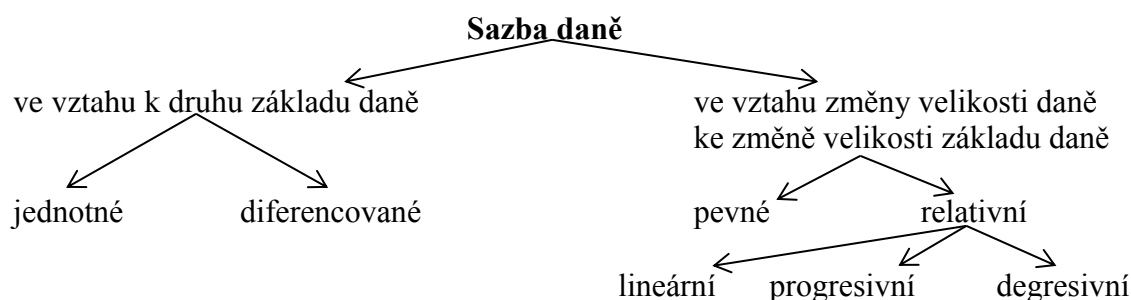 Sazba daně
ve vztahu k druhu základu daně
ve vztahu změny velikosti daně
ke změně velikosti základu daně
jednotné
diferencované
pevné
relativní
lineární
progresivní
degresivní